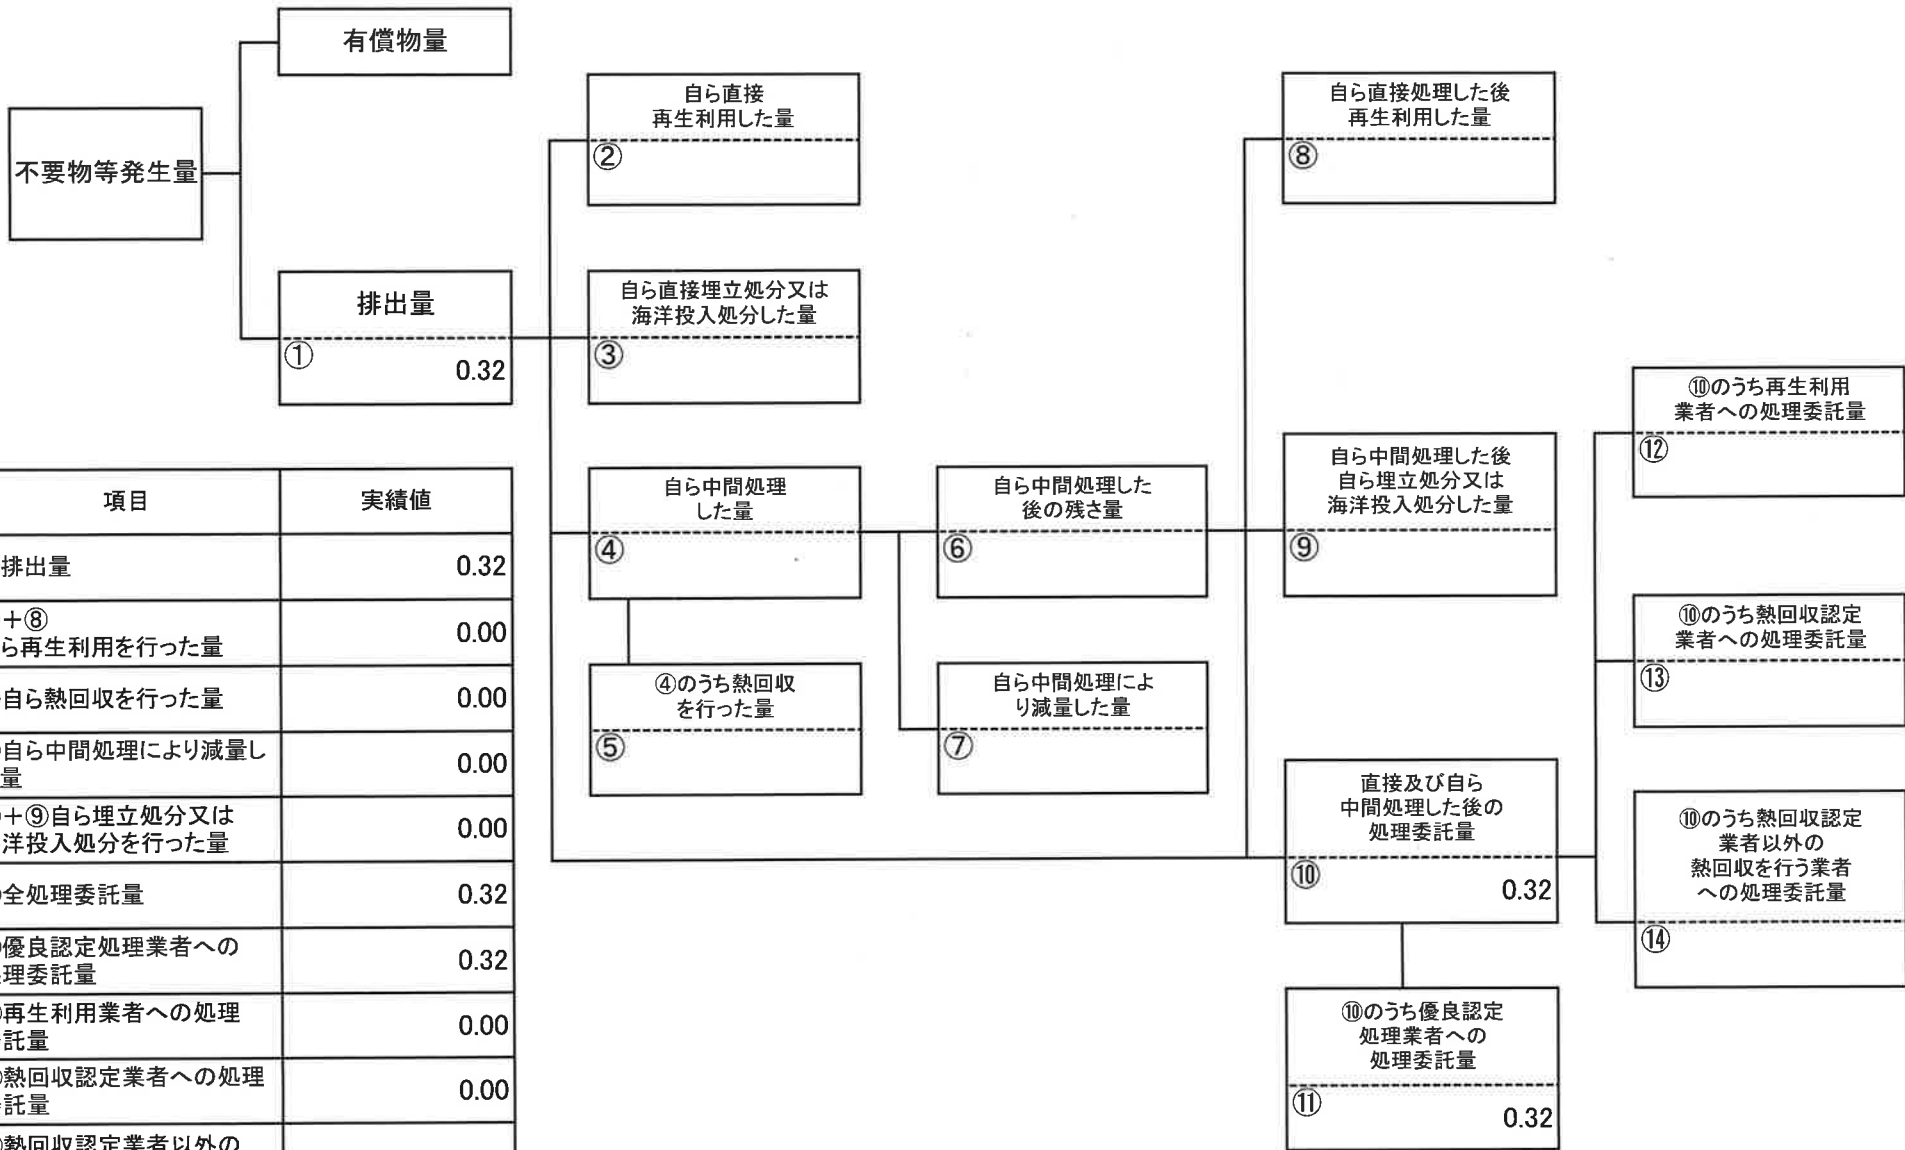 有償物量
不要物等発生量
排出量
①
0.32
自ら直接
再生利用した量
②
自ら直接埋立処分又は
海洋投入処分した量
③
自ら中間処理
した量
④
④のうち熱回収
を行った量
⑤
自ら中間処理した
後の残さ量
⑥
自ら中間処理によ
り減量した量
⑦
自ら直接処理した後
再生利用した量
⑧
自ら中間処理した後
自ら埋立処分又は
海洋投入処分した量
⑨
直接及び自ら
中間処理した後の
処理委託量
⑩
0.32
⑩のうち優良認定
処理業者への
処理委託量
⑪
0.32
⑩のうち再生利用
業者への処理委託量
⑫
⑩のうち熱回収認定
業者への処理委託量
⑬
⑩のうち熱回収認定
業者以外の
熱回収を行う業者
への処理委託量
⑭
項目 実績値
排出量 0.32
+⑧
ら再生利用を行った量 0.00
自ら熱回収を行った量 0.00
自ら中間処理により減量し
量 0.00
+⑨自ら埋立処分又は
洋投入処分を行った量 0.00
全処理委託量 0.32
優良認定処理業者への
理委託量 0.32
再生利用業者への処理
託量 0.00
熱回収認定業者への処理
託量 0.00
熱回収認定業者以外の